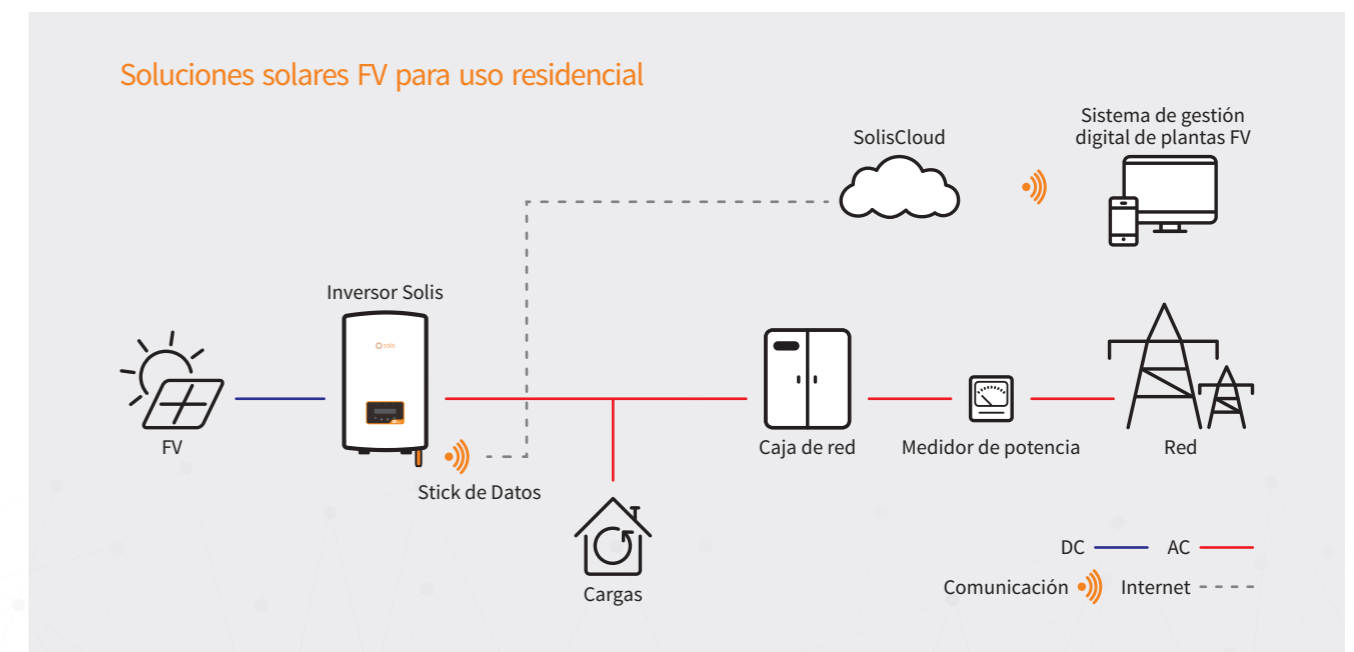 Soluciones solares FV para uso residencial
Sistema de gestión
digital de plantas FV
SolisCloud
Inversor Solis
solis
FV
Stick de Datos
Cargas
Caja de red
Medidor de potencia
Red
DC
AC
Comunicación
Internet